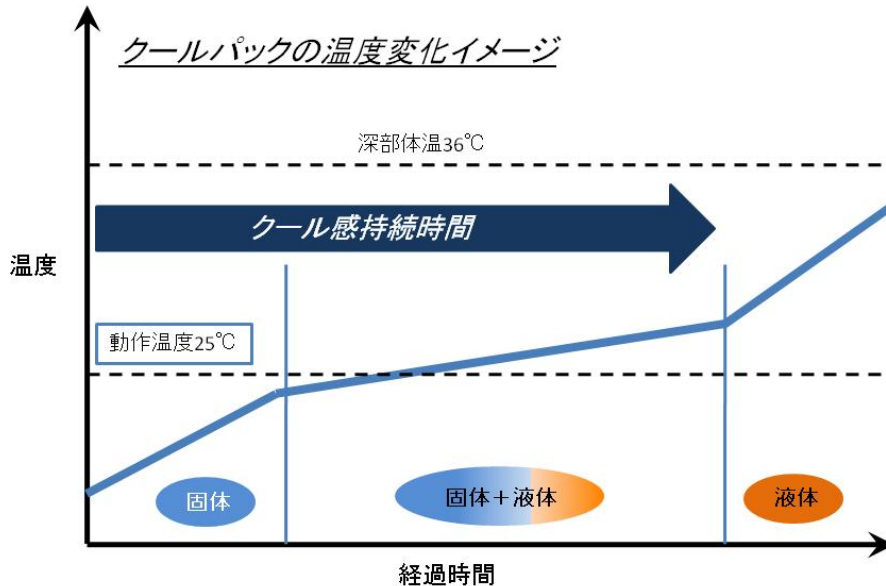 クールパックの温度変化イメージ
深部体温36℃
クール感持続時間
温度
動作温度25℃
固体
固体＋液体
液体
経過時間